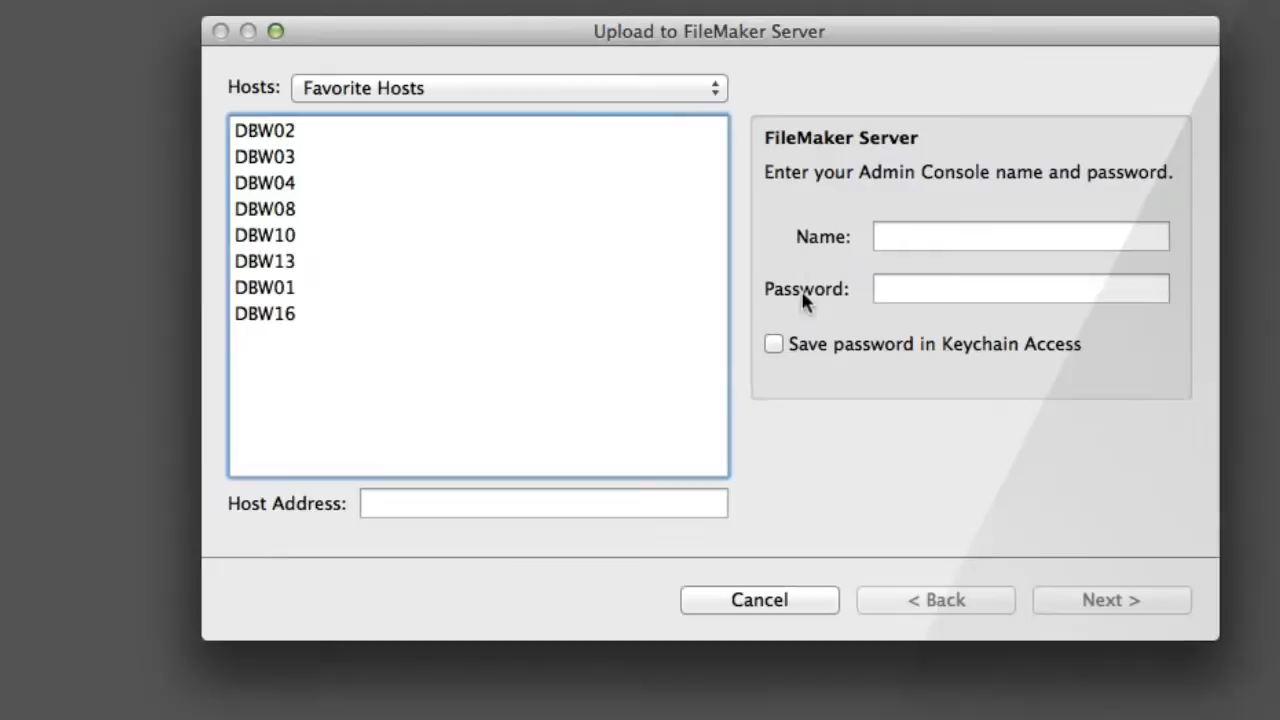 Upload to FileMaker Server
Hosts: Favorite Hosts
DBW02
DBW03
DBW04
DBW08
DBW10
DBW13
DBW01
DBW16
Host Address:
FileMaker Server
Enter your Admin Console name and password.
Name:
Password:
Save password in Keychain Access
Cancel
< Back
Next >